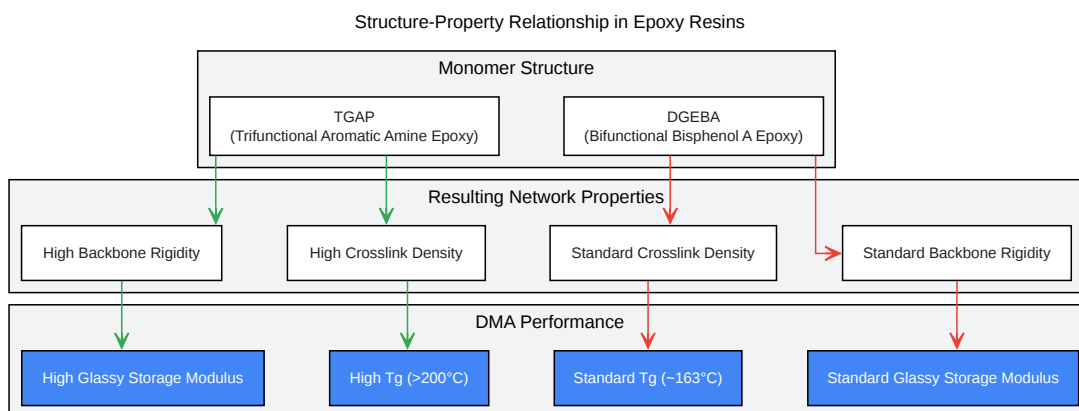 Structure-Property Relationship in Epoxy Resins
Monomer Structure
TGAP
(Trifunctional Aromatic Amine Epoxy)
DGEBA
(Bifunctional Bisphenol A Epoxy)
Resulting Network Properties
High Backbone Rigidity
High Crosslink Density
Standard Crosslink Density
Standard Backbone Rigidity
DMA Performance
High Glassy Storage Modulus
High Tg (>200°C)
Standard Tg (~163°C)
Standard Glassy Storage Modulus